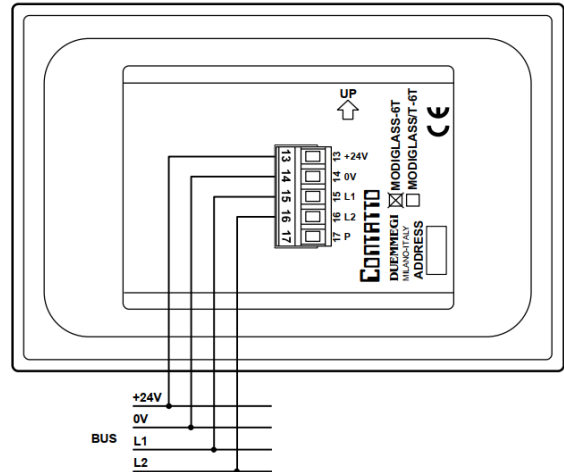 UP
13
14
15
16
17
13 +24V
14 0V
15 L1
16 L2
17 P
CONTATTO
DUEMMEGI
MILANO-ITALY
ADDRESS
MODIGLASS-6T
MODIGLASS/T-6T
CE
+24V
0V
BUS
L1
L2